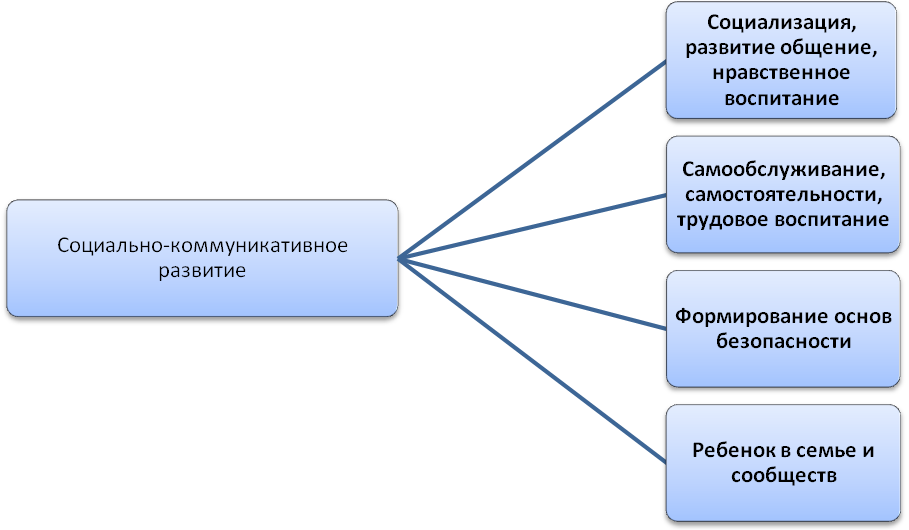 Социально-коммуникативное
развитие
Социализация,
развитие общение,
нравственное
воспитание
Самообслуживание,
самостоятельности,
трудовое воспитание
Формирование основ
безопасности
Ребенок в семье и
сообществ